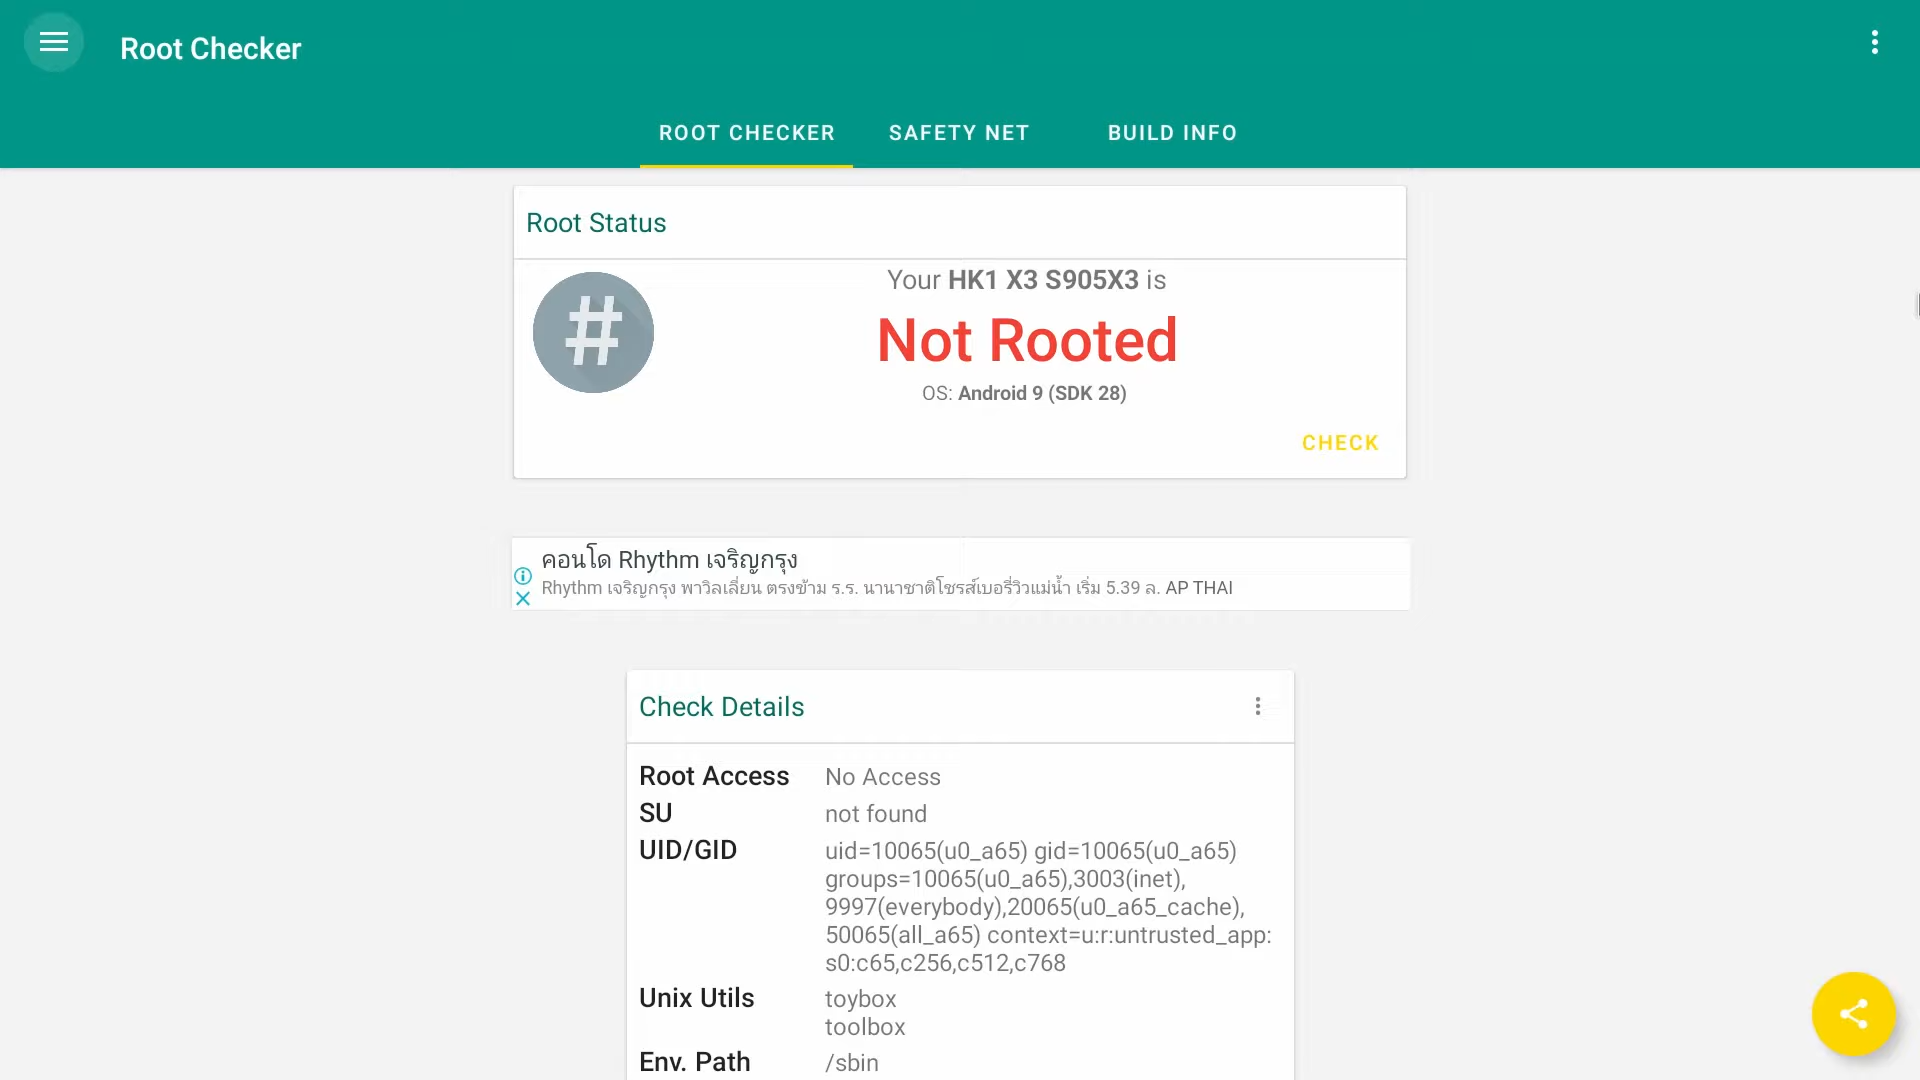 Root Checker
ROOT CHECKER
SAFETY NET
BUILD INFO
Root Status
#
Your HK1 X3 S905X3 is
Not Rooted
OS: Android 9 (SDK 28)
CHECK
คอนโด Rhythm เจริญกรุง
Rhythm เจริญกรุง พาวิลเลี่ยน ตรงข้าม ร.ร. นานาชาติโชรส์เบอรี่วิวแม่น้ำ เริ่ม 5.39 ล. AP THAI
Check Details
Root Access No Access
SU not found
UID/GID uid=10065(u0_a65) gid=10065(u0_a65)
groups=10065(u0_a65),3003(inet),
9997(everybody),20065(u0_a65_cache),
50065(all_a65) context=u:r:untrusted_app:
s0:c65,c256,c512,c768
Unix Utils toybox
toolbox
Env. Path /sbin